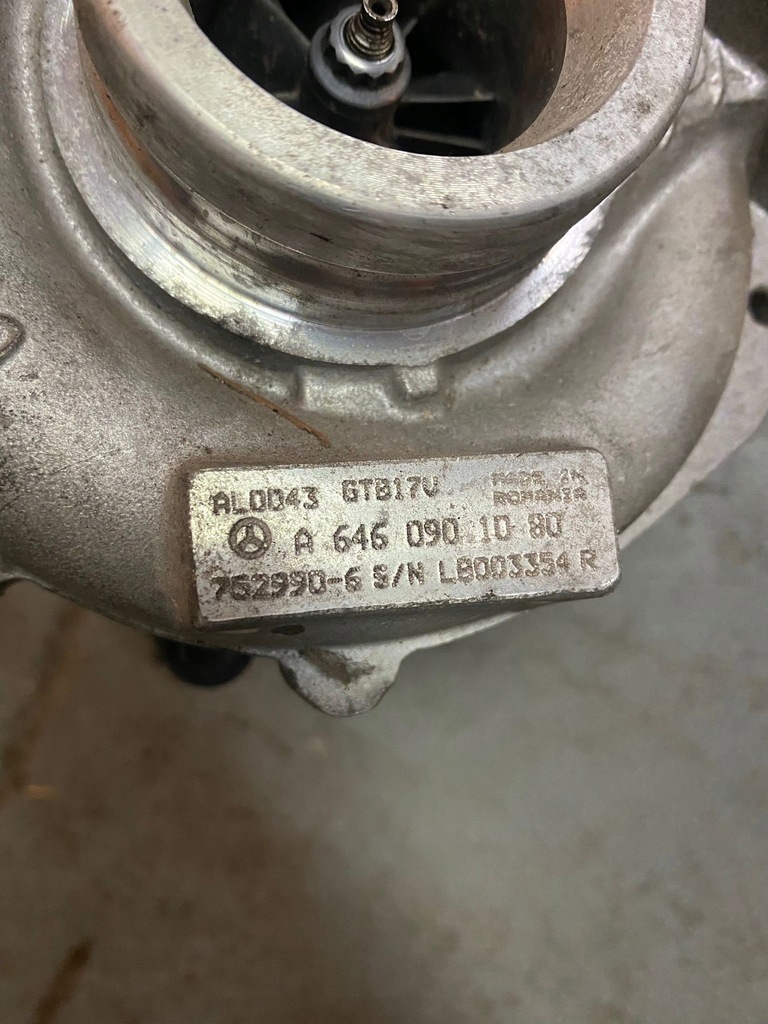 AL0043 GTB17V MADE IN
ROMANIA
A 646 090 10 80
752990-6 S/N LB003354 R